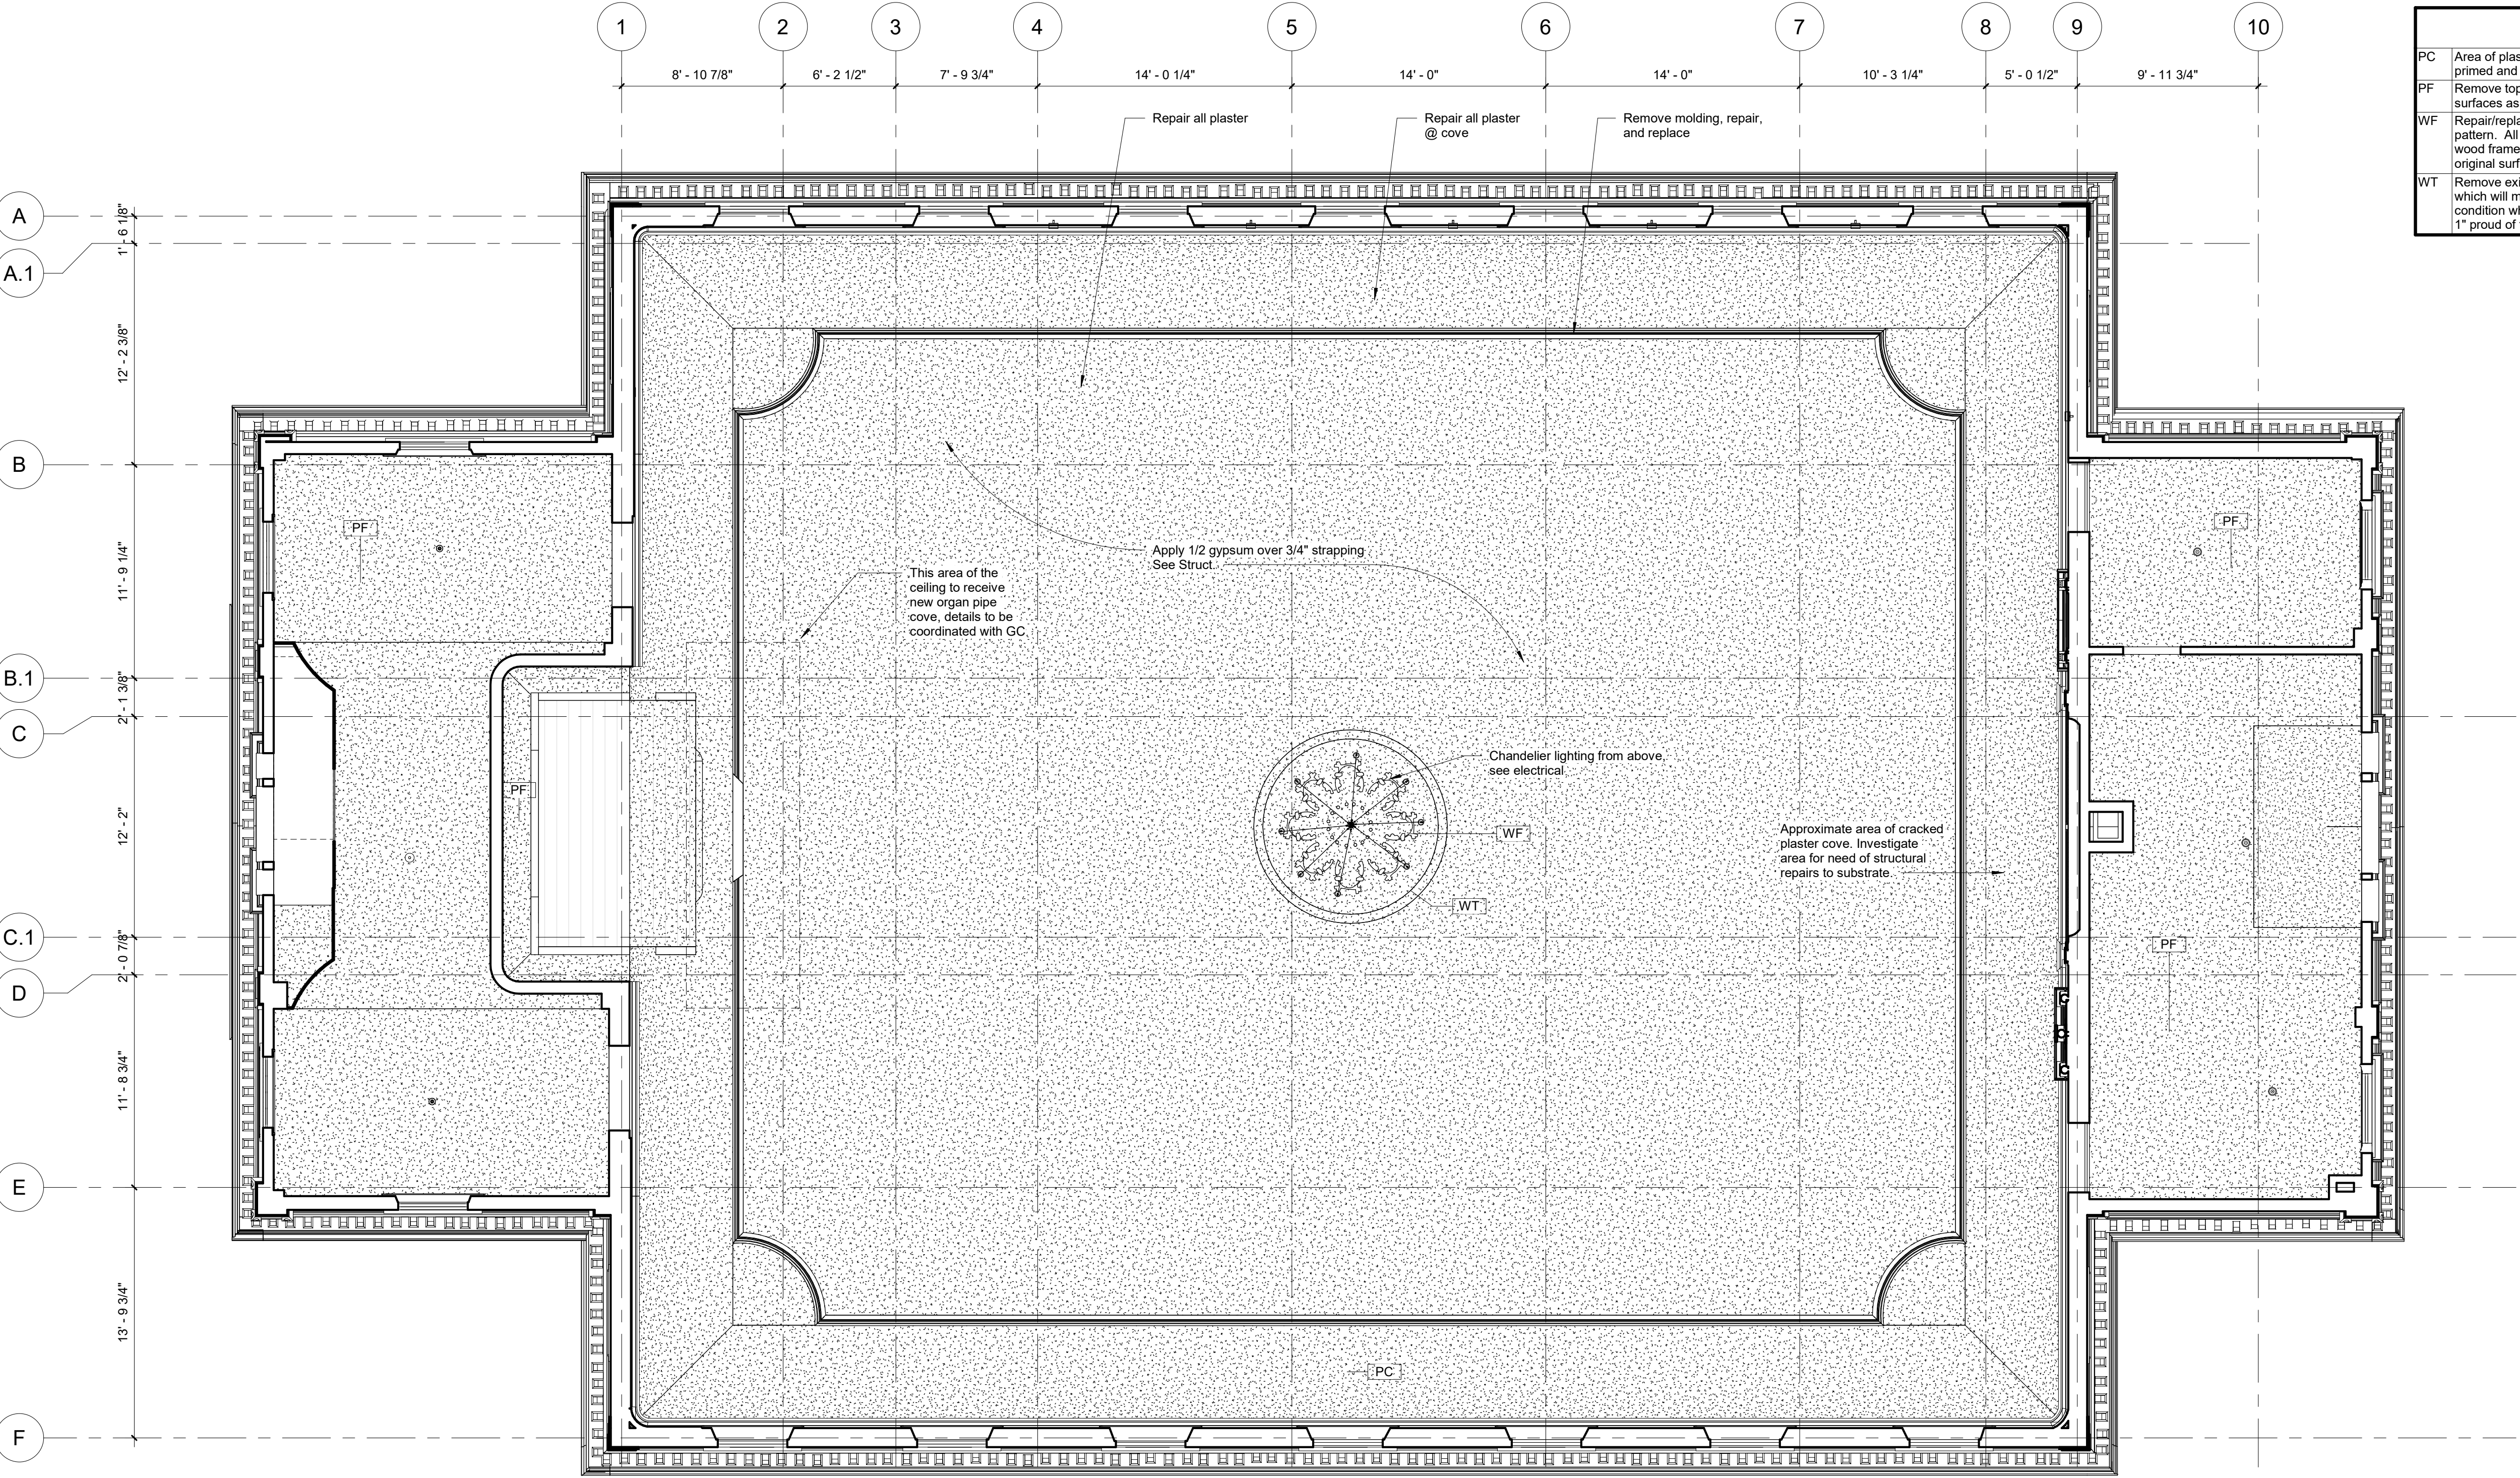 1
2
3
4
5
6
7
8
9
10
8' - 10 7/8"
6' - 2 1/2"
7' - 9 3/4"
14' - 0 1/4"
14' - 0"
14' - 0"
10' - 3 1/4"
5' - 0 1/2"
9' - 11 3/4"
PC
Area of plas
primed and
PF
Remove top
surfaces as
WF
Repair/repla
pattern. All
wood frame
original surf
WT
Remove exi
which will m
condition wh
1" proud of
Repair all plaster
Repair all plaster
@ cove
Remove molding, repair,
and replace
A
1' - 6 1/8"
A.1
12' - 2 3/8"
B
11' - 9 1/4"
B.1
2' - 1 3/8"
C
12' - 2"
C.1
2' - 0 7/8"
D
11' - 8 3/4"
E
13' - 9 3/4"
F
PF
PF
Apply 1/2 gypsum over 3/4" strapping
See Struct.
This area of the
ceiling to receive
new organ pipe
cove, details to be
coordinated with GC
Chandelier lighting from above,
see electrical
PF
WF
Approximate area of cracked
plaster cove. Investigate
area for need of structural
repairs to substrate.
WT
PF
PC